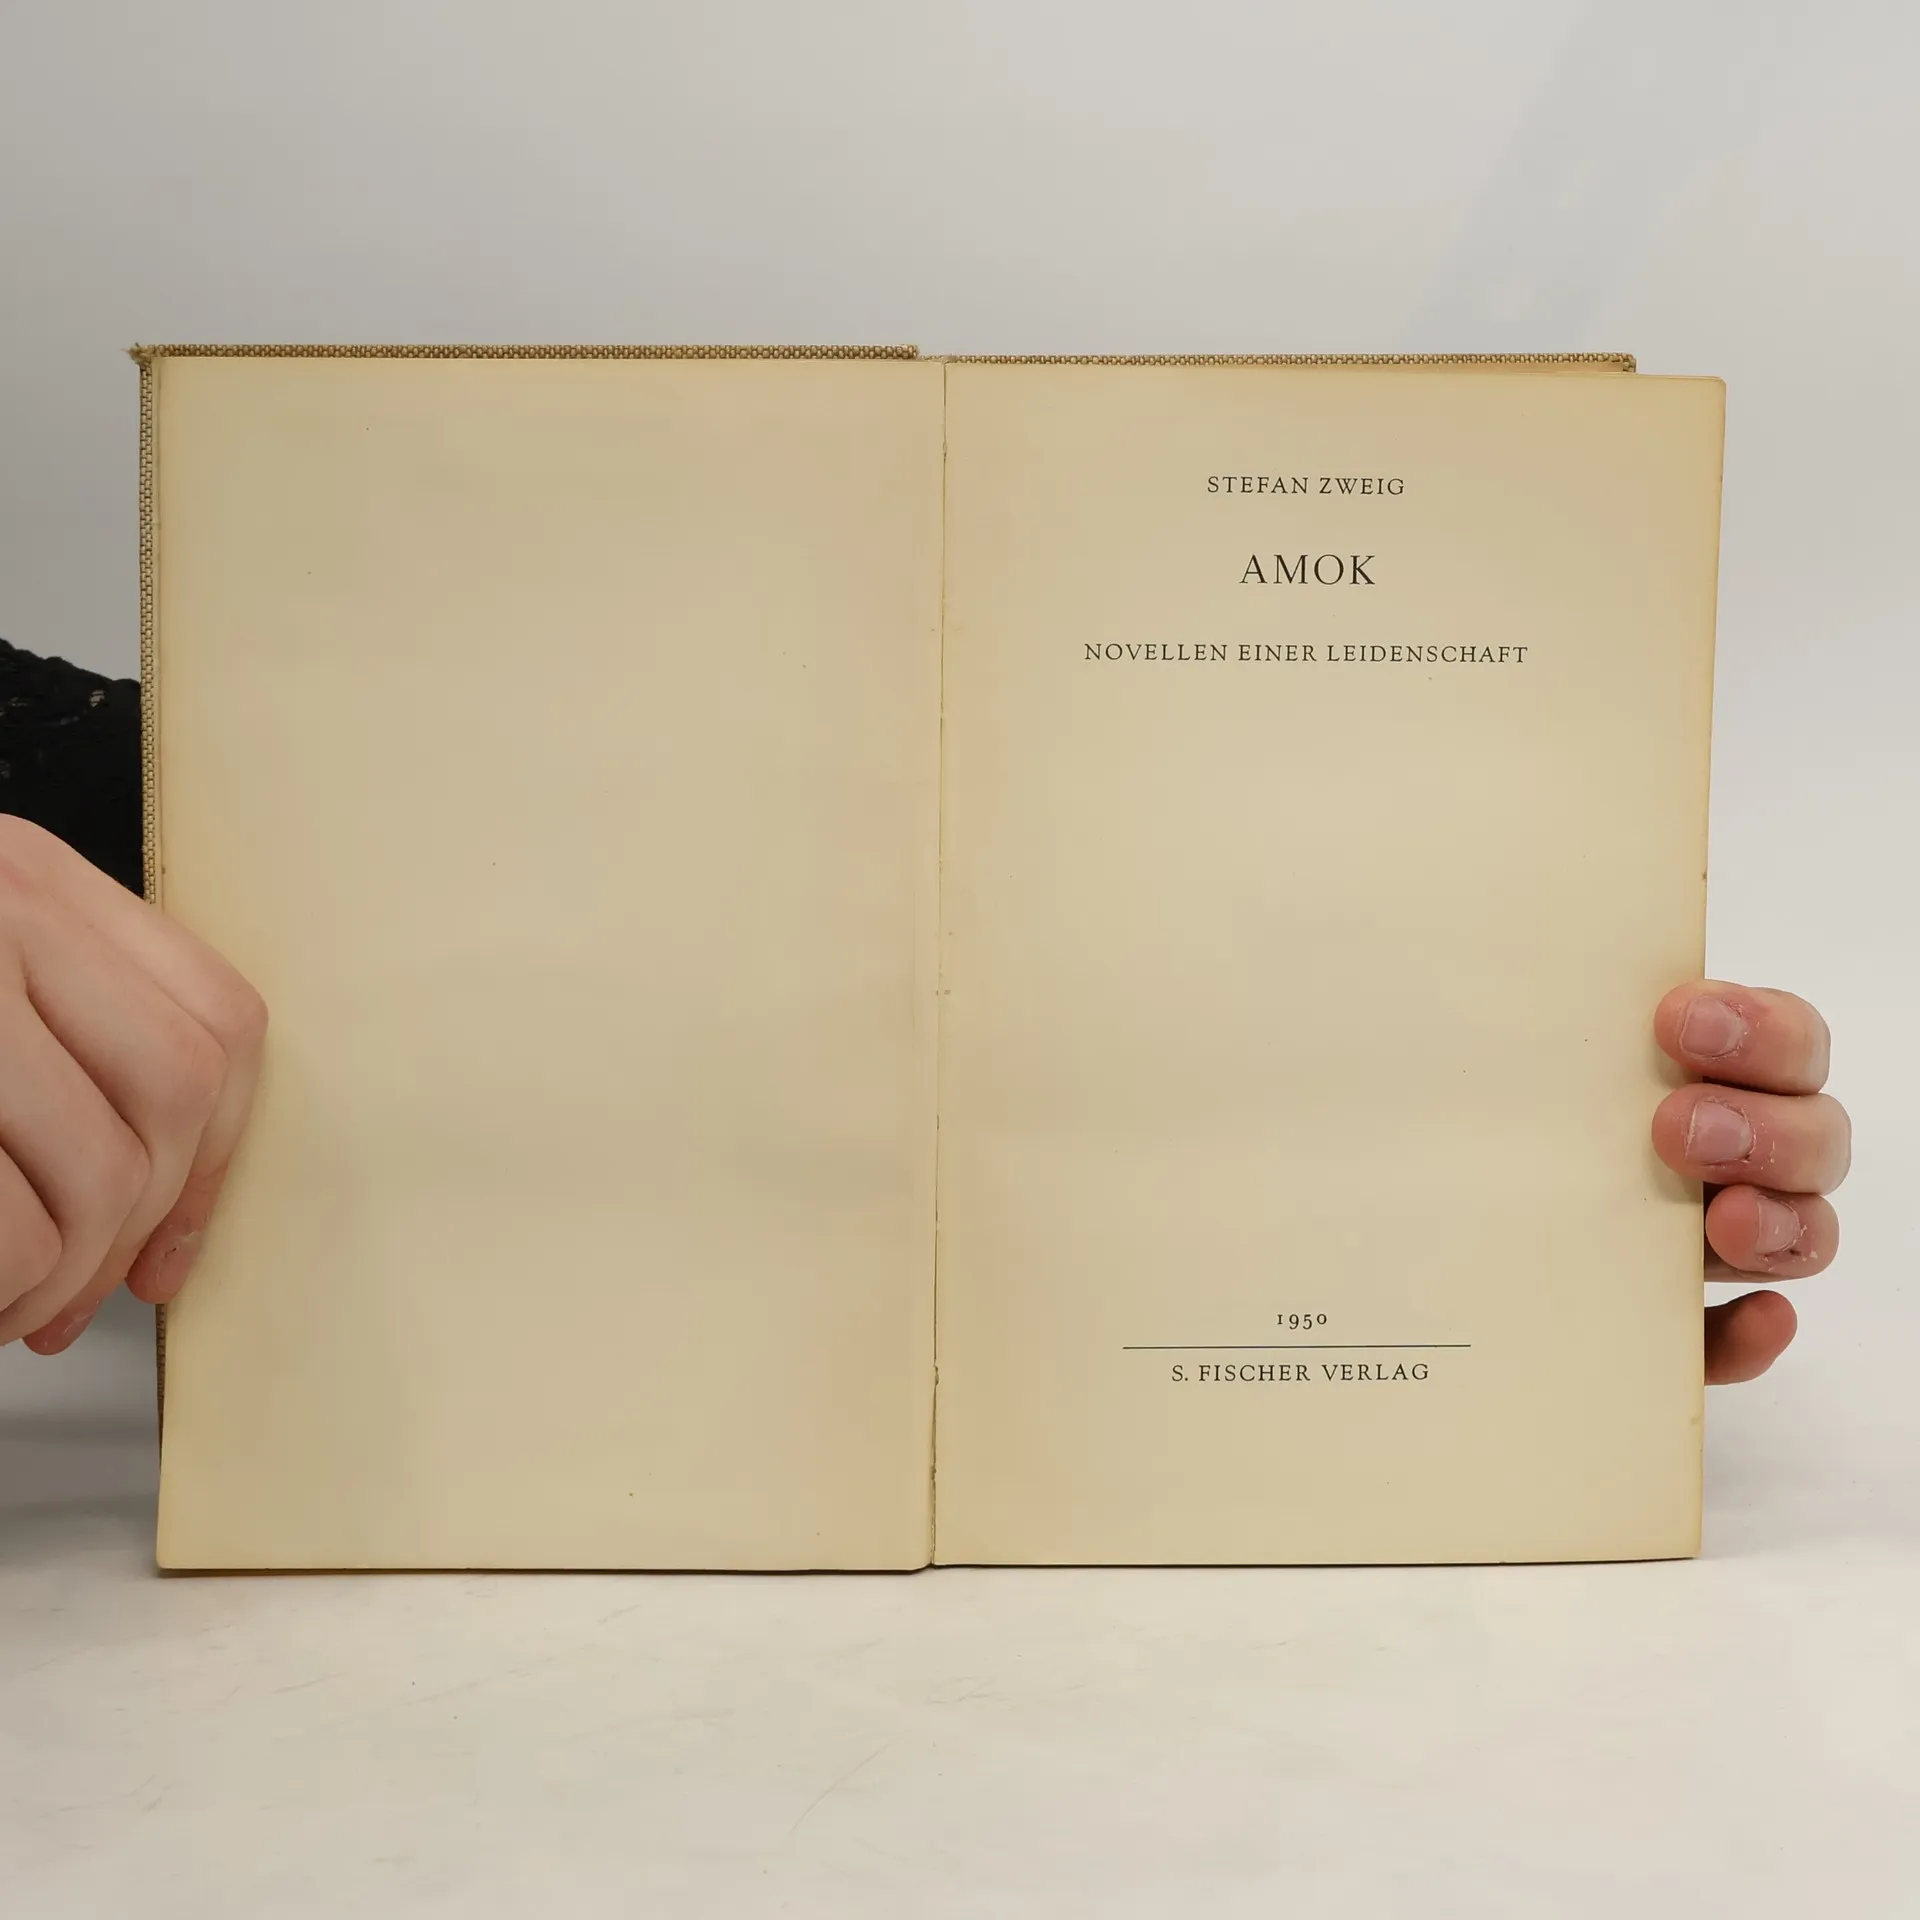 STEFAN ZWEIG
AMOK
NOVELLEN EINER LEIDENSCHAFT
1950
S. FISCHER VERLAG